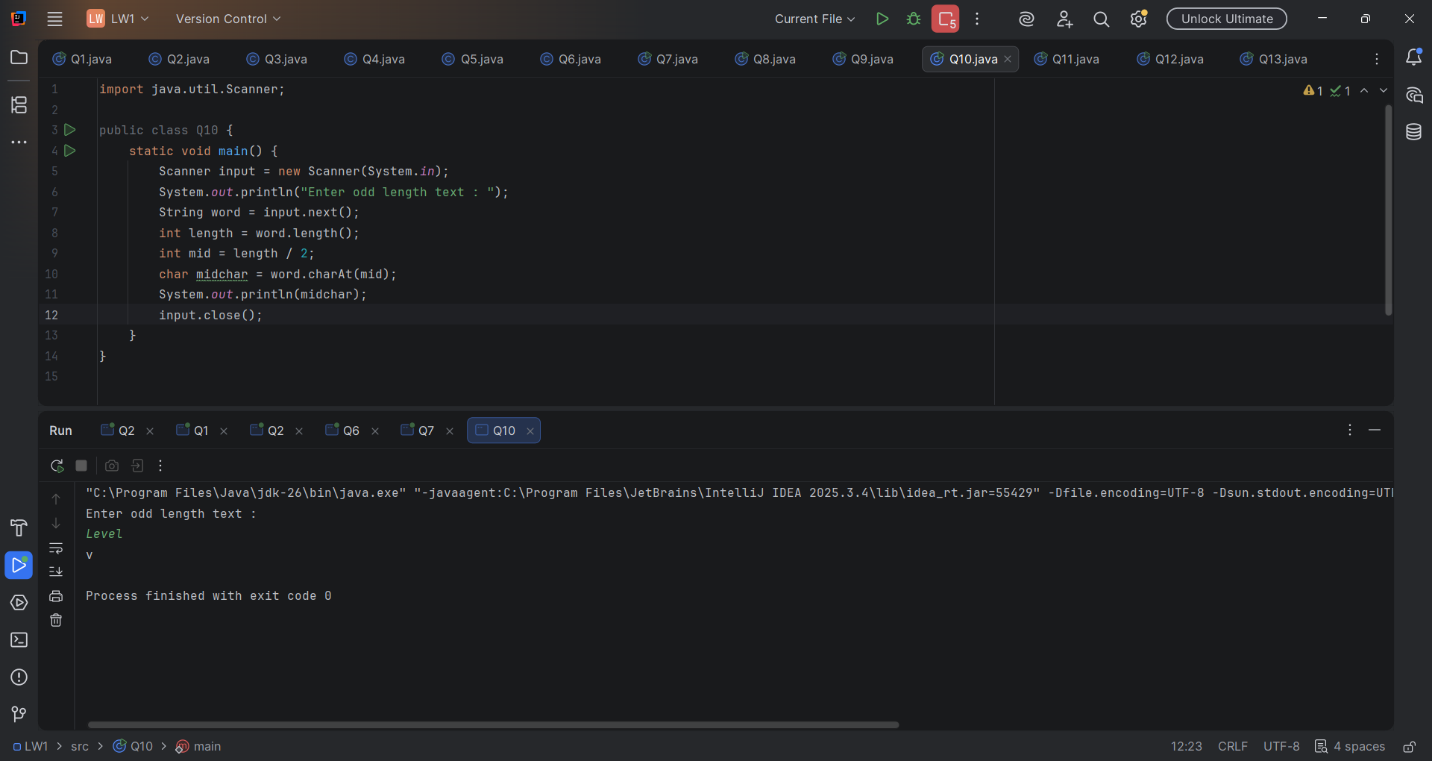 LW LW1 Version Control Current File 5 Unlock Ultimate
Q1.java Q2.java Q3.java Q4.java Q5.java Q6.java Q7.java Q8.java Q9.java Q10.java Q11.java Q12.java Q13.java
1 import java.util.Scanner; 1 1
2
3 public class Q10 {
4 static void main() {
5 Scanner input = new Scanner(System.in);
6 System.out.println("Enter odd length text : ");
7 String word = input.next();
8 int length = word.length();
9 int mid = length / 2;
10 char midchar = word.charAt(mid);
11 System.out.println(midchar);
12 input.close();
13 }
14 }
15
Run Q2 Q1 Q2 Q6 Q7 Q10
"C:\Program Files\Java\jdk-26\bin\java.exe" "-javaagent:C:\Program Files\JetBrains\IntelliJ IDEA 2025.3.4\lib\idea_rt.jar=55429" -Dfile.encoding=UTF-8 -Dsun.stdout.encoding=UTF
Enter odd length text :
Level
v
Process finished with exit code 0
LW1 > src > Q10 > main 12:23 CRLF UTF-8 4 spaces